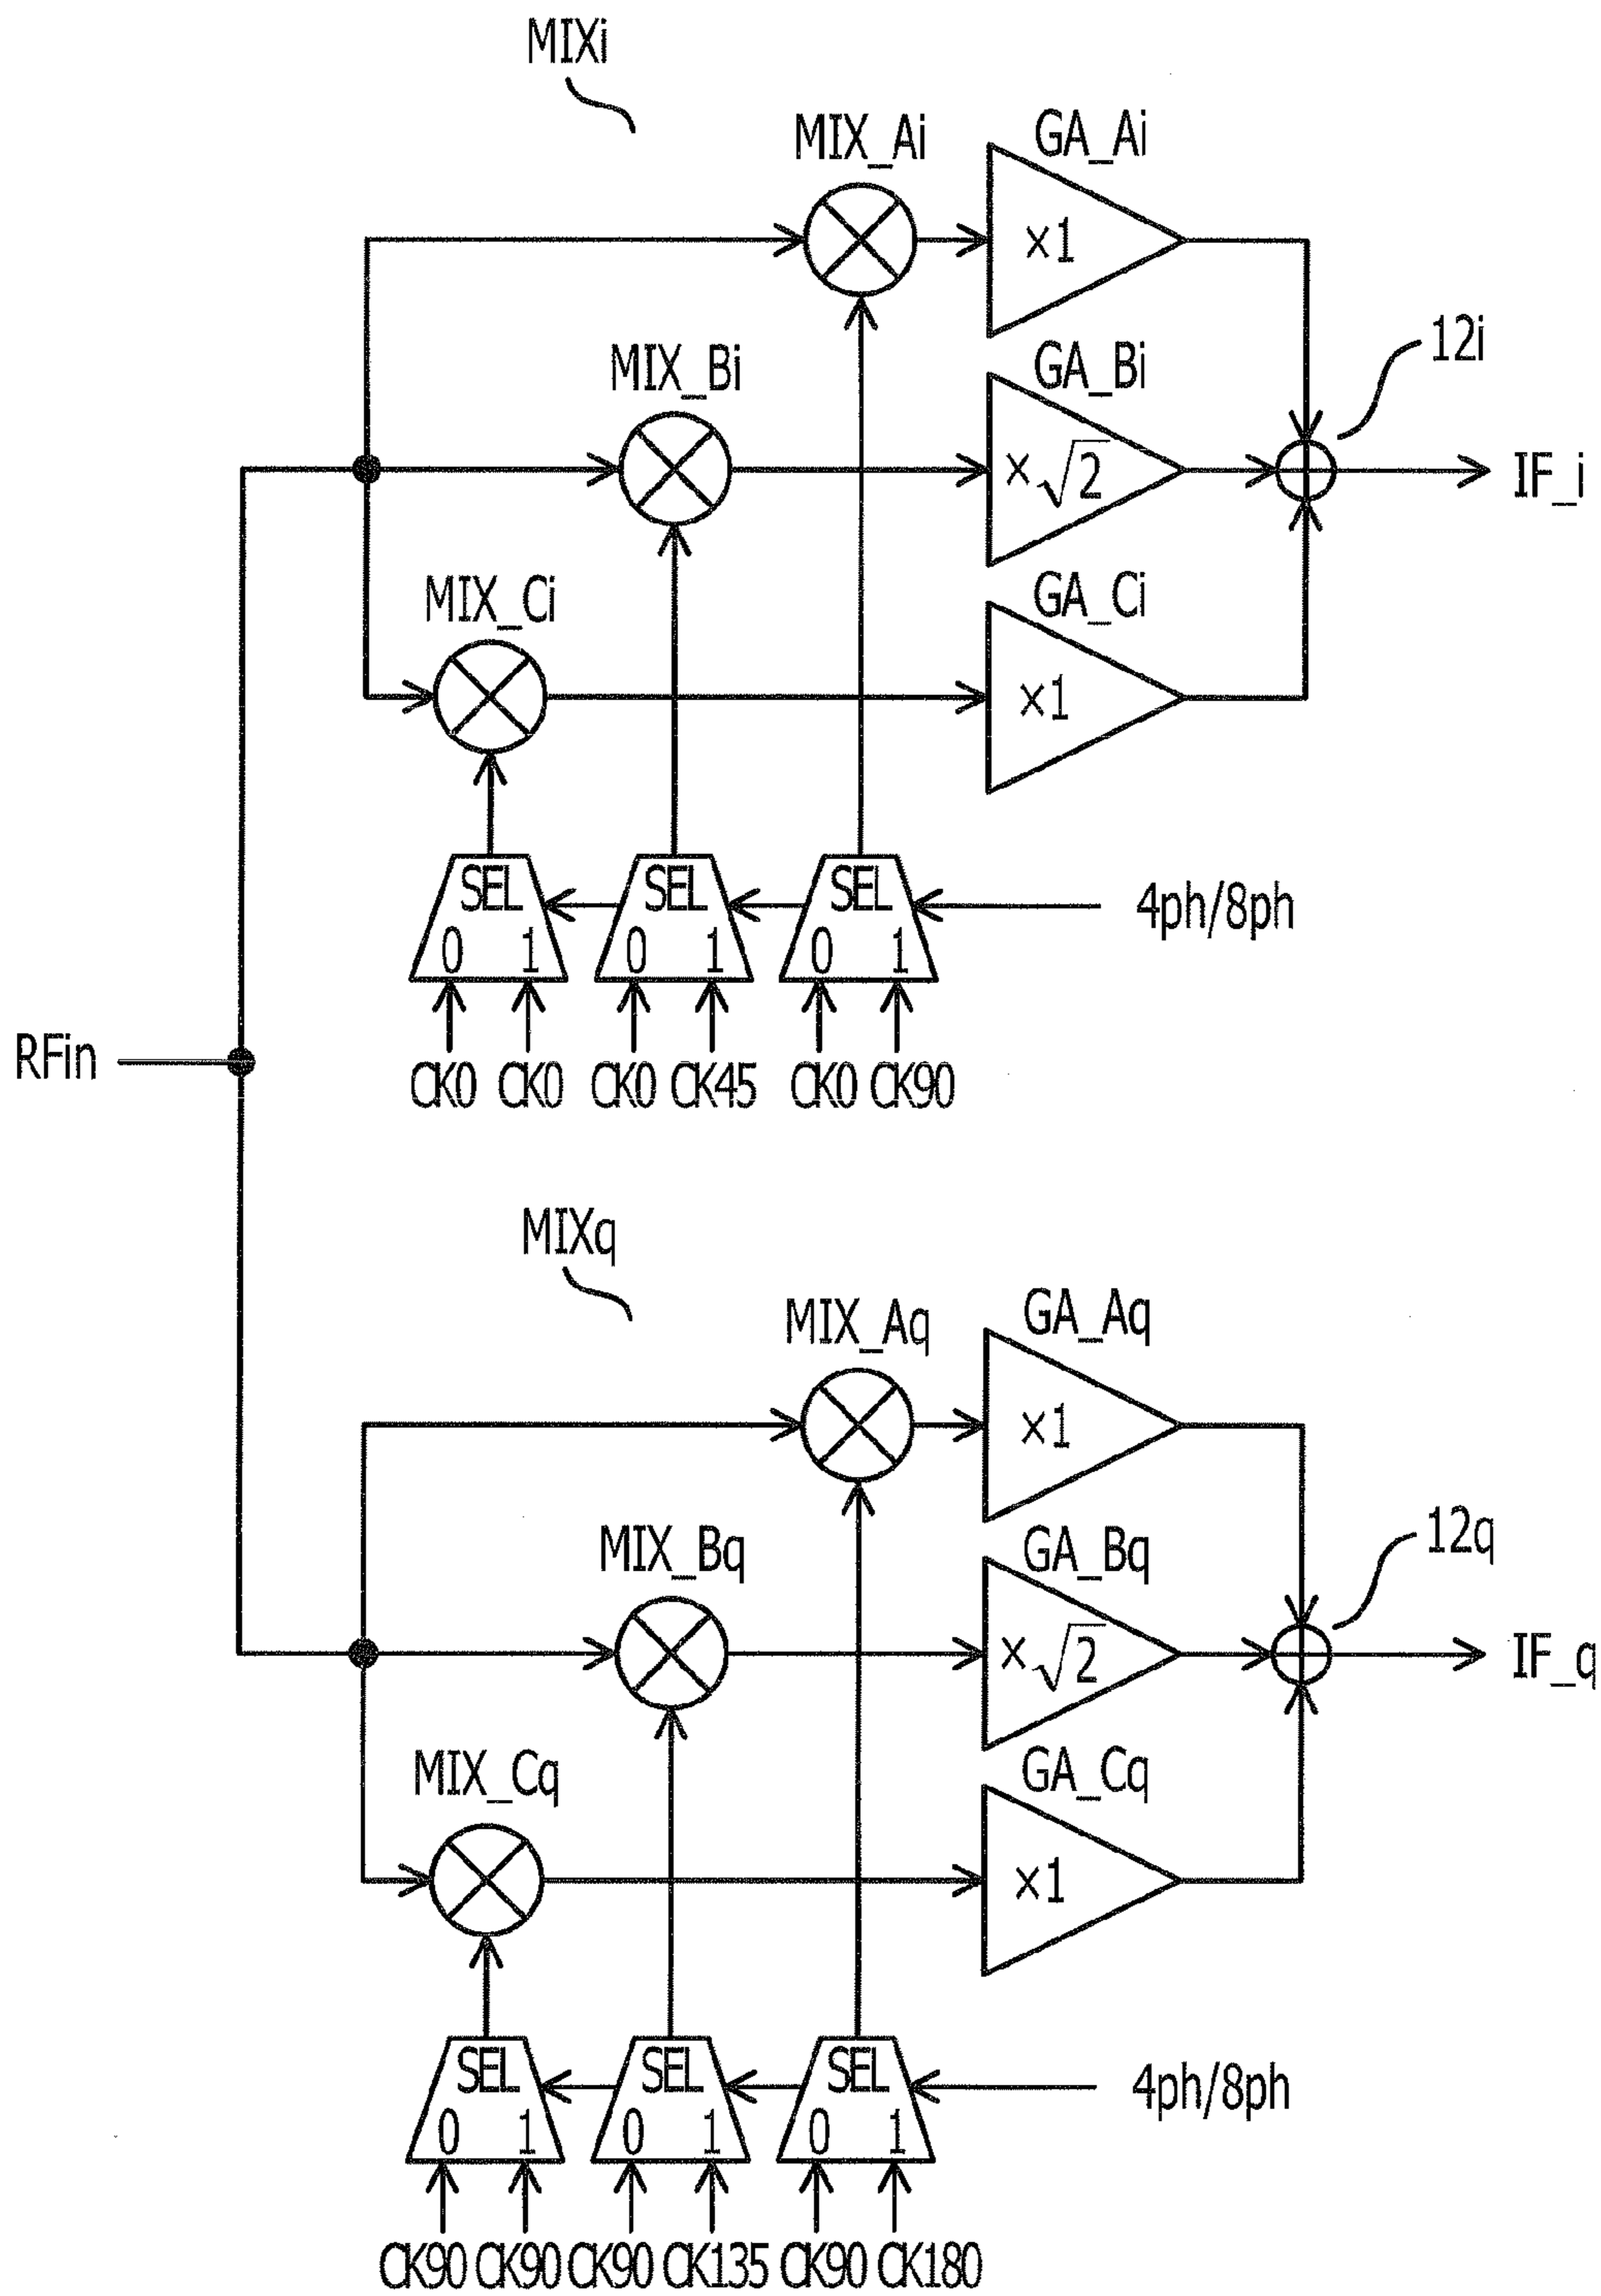 MIXi
MIX_Ai
GA_Ai
×1
12i
MIX_Bi
GA_Bi
×√2
IF_i
MIX_Ci
GA_Ci
×1
SEL SEL SEL
4ph/8ph
0 1 0 1 0 1
RFin
CK0 CK0 CK0 CK45 CK0 CK90
MIXq
MIX_Aq
GA_Aq
×1
12q
MIX_Bq
GA_Bq
×√2
IF_q
MIX_Cq
GA_Cq
×1
SEL SEL SEL
4ph/8ph
0 1 0 1 0 1
CK90 CK90 CK90 CK135 CK90 CK180